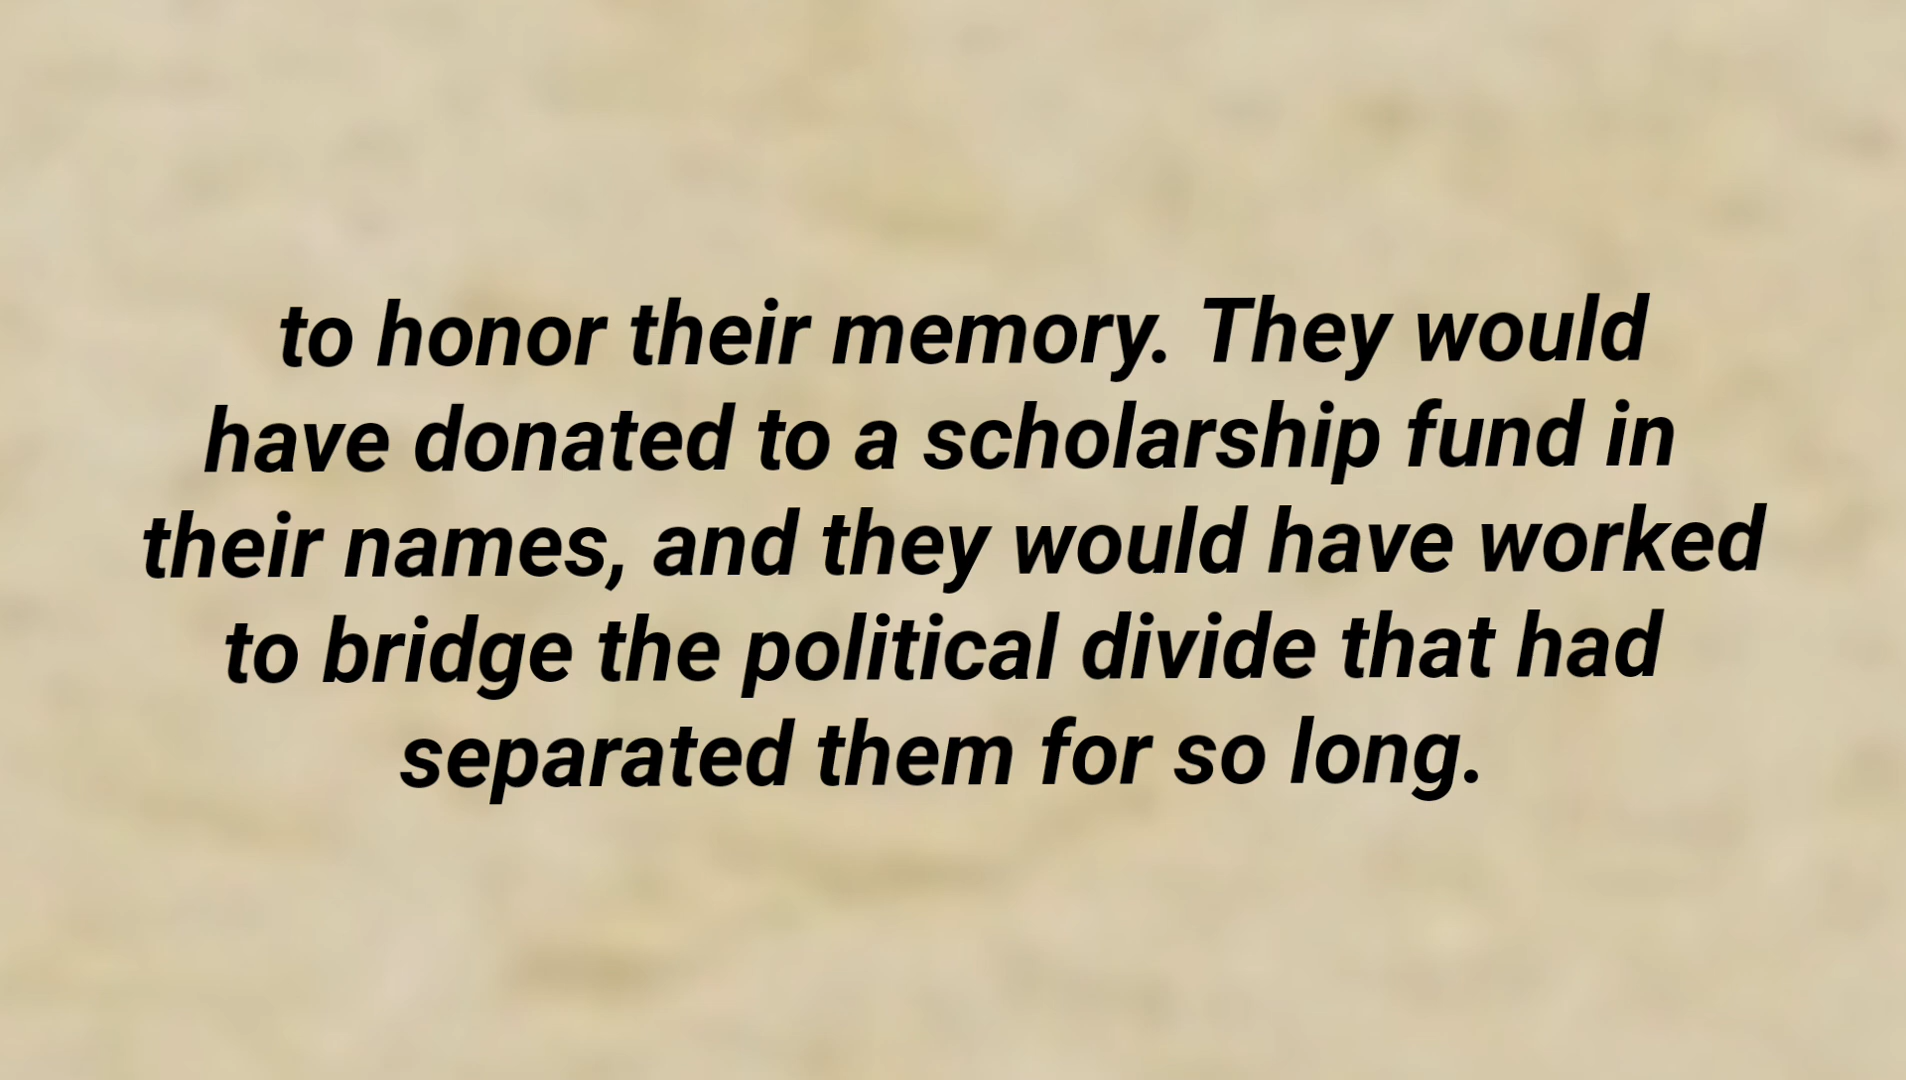 to honor their memory. They would
have donated to a scholarship fund in
their names, and they would have worked
to bridge the political divide that had
separated them for so long.